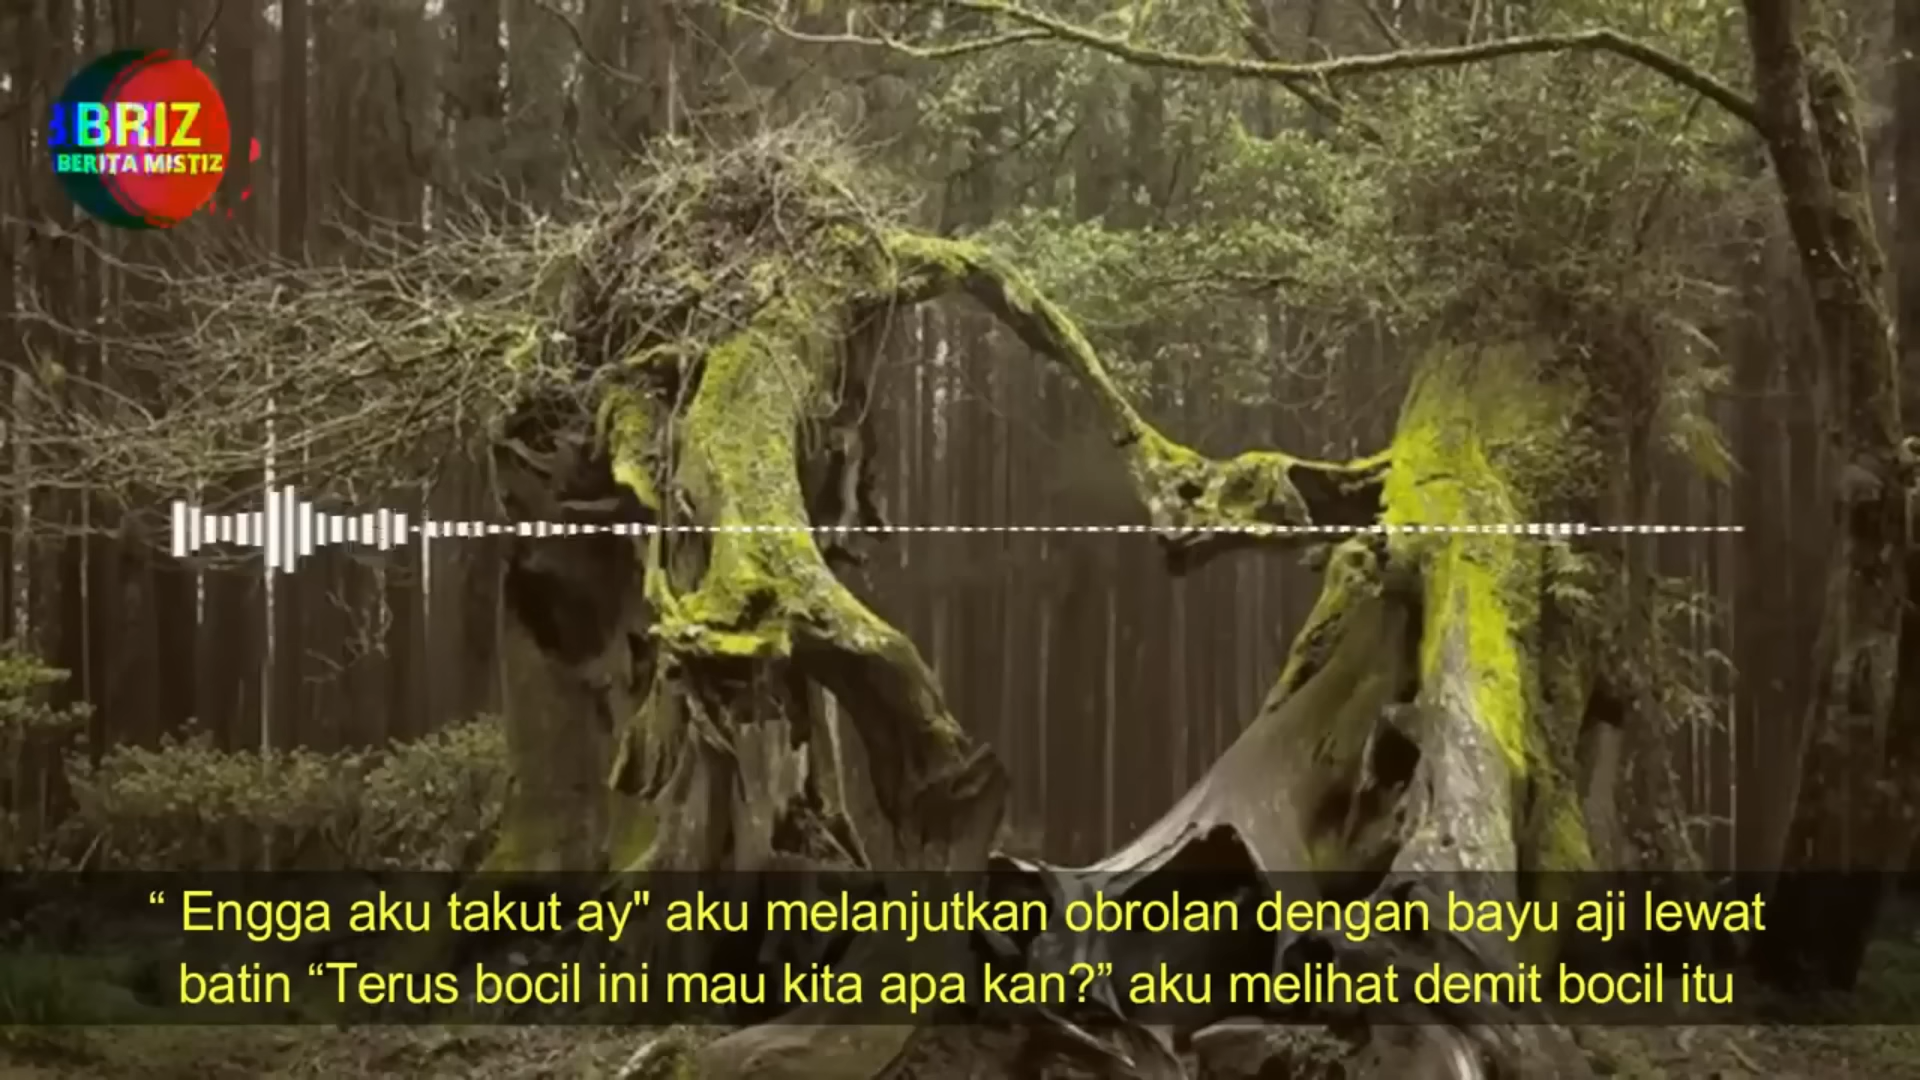 BRIZ
BERITA MISTIZ
“ Engga aku takut ay" aku melanjutkan obrolan dengan bayu aji lewat
batin “Terus bocil ini mau kita apa kan?” aku melihat demit bocil itu